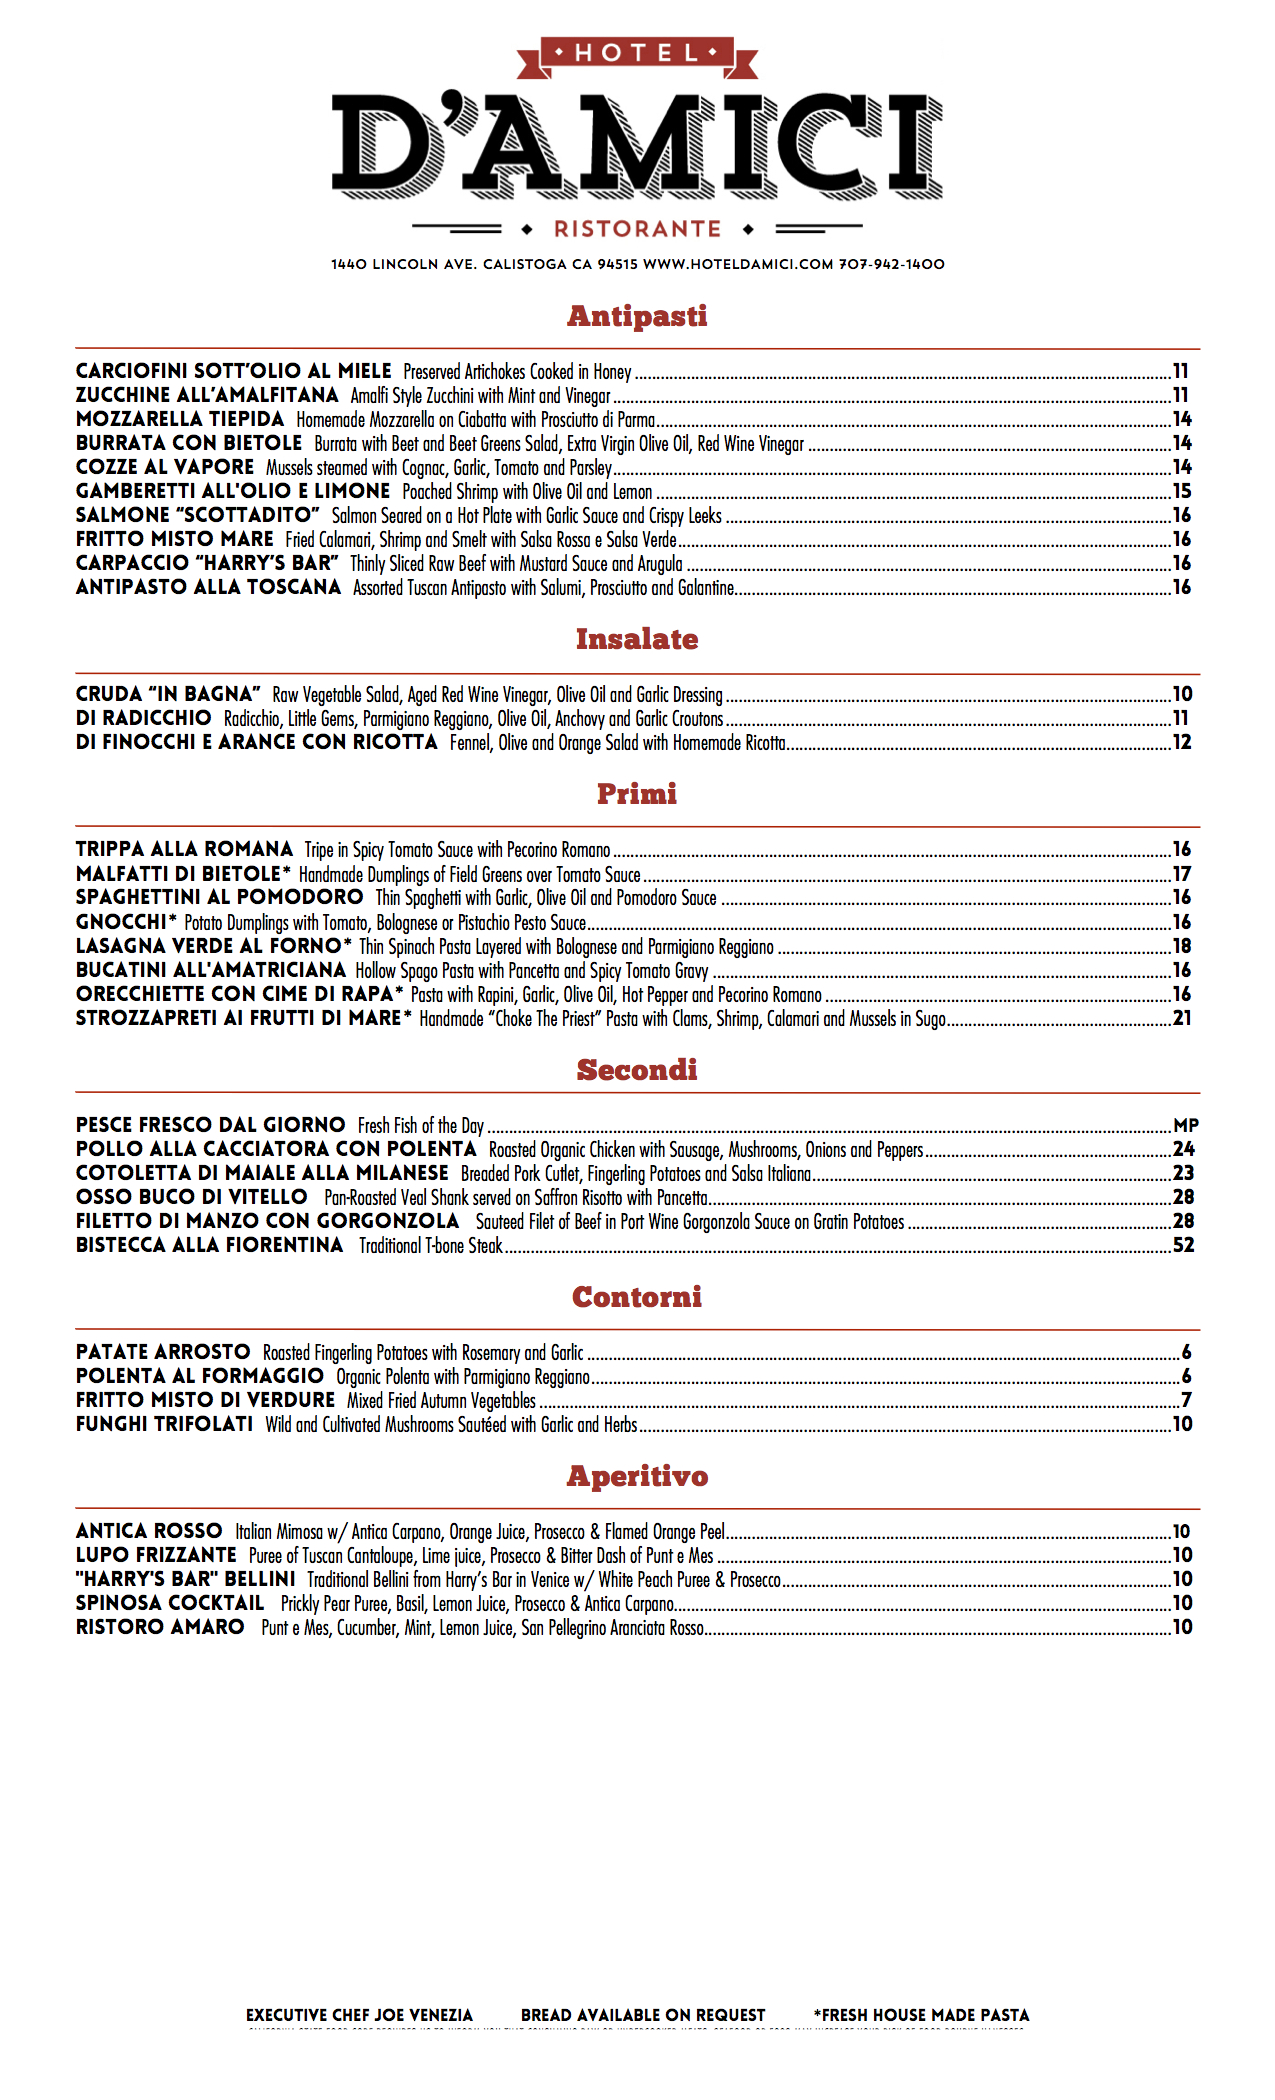 • HOTEL •
D'AMICI
RISTORANTE
1440 LINCOLN AVE. CALISTOGA CA 94515 WWW.HOTELDAMICI.COM 707-942-1400
Antipasti
CARCIOFINI SOTT'OLIO AL MIELE Preserved Artichokes Cooked in Honey 11
ZUCCHINE ALL'AMALFITANA Amalfi Style Zucchini with Mint and Vinegar 11
MOZZARELLA TIEPIDA Homemade Mozzarella on Ciabatta with Prosciutto di Parma 14
BURRATA CON BIETOLE Burrata with Beet and Beet Greens Salad, Extra Virgin Olive Oil, Red Wine Vinegar 14
COZZE AL VAPORE Mussels steamed with Cognac, Garlic, Tomato and Parsley 14
GAMBERETTI ALL'OLIO E LIMONE Poached Shrimp with Olive Oil and Lemon 15
SALMONE “SCOTTADITO” Salmon Seared on a Hot Plate with Garlic Sauce and Crispy Leeks 16
FRITTO MISTO MARE Fried Calamari, Shrimp and Smelt with Salsa Rossa e Salsa Verde 16
CARPACCIO “HARRY'S BAR” Thinly Sliced Raw Beef with Mustard Sauce and Arugula 16
ANTIPASTO ALLA TOSCANA Assorted Tuscan Antipasto with Salumi, Prosciutto and Galantine 16
Insalate
CRUDA “IN BAGNA” Raw Vegetable Salad, Aged Red Wine Vinegar, Olive Oil and Garlic Dressing 10
DI RADICCHIO Radicchio, Little Gems, Parmigiano Reggiano, Olive Oil, Anchovy and Garlic Croutons 11
DI FINOCCHI E ARANCE CON RICOTTA Fennel, Olive and Orange Salad with Homemade Ricotta 12
Primi
TRIPPA ALLA ROMANA Tripe in Spicy Tomato Sauce with Pecorino Romano 16
MALFATTI DI BIETOLE* Handmade Dumplings of Field Greens over Tomato Sauce 17
SPAGHETTINI AL POMODORO Thin Spaghetti with Garlic, Olive Oil and Pomodoro Sauce 16
GNOCCHI* Potato Dumplings with Tomato, Bolognese or Pistachio Pesto Sauce 16
LASAGNA VERDE AL FORNO* Thin Spinach Pasta Layered with Bolognese and Parmigiano Reggiano 18
BUCATINI ALL'AMATRICIANA Hollow Spago Pasta with Pancetta and Spicy Tomato Gravy 16
ORECCHIETTE CON CIME DI RAPA* Pasta with Rapini, Garlic, Olive Oil, Hot Pepper and Pecorino Romano 16
STROZZAPRETI AI FRUTTI DI MARE* Handmade “Choke The Priest” Pasta with Clams, Shrimp, Calamari and Mussels in Sugo 21
Secondi
PESCE FRESCO DAL GIORNO Fresh Fish of the Day MP
POLLO ALLA CACCIATORA CON POLENTA Roasted Organic Chicken with Sausage, Mushrooms, Onions and Peppers 24
COTOLETTA DI MAIALE ALLA MILANESE Breaded Pork Cutlet, Fingerling Potatoes and Salsa Italiana 23
OSSO BUCO DI VITELLO Pan-Roasted Veal Shank served on Saffron Risotto with Pancetta 28
FILETTO DI MANZO CON GORGONZOLA Sauteed Filet of Beef in Port Wine Gorgonzola Sauce on Gratin Potatoes 28
BISTECCA ALLA FIORENTINA Traditional T-bone Steak 52
Contorni
PATATE ARROSTO Roasted Fingerling Potatoes with Rosemary and Garlic 6
POLENTA AL FORMAGGIO Organic Polenta with Parmigiano Reggiano 6
FRITTO MISTO DI VERDURE Mixed Fried Autumn Vegetables 7
FUNGHI TRIFOLATI Wild and Cultivated Mushrooms Sautéed with Garlic and Herbs 10
Aperitivo
ANTICA ROSSO Italian Mimosa w/ Antica Carpano, Orange Juice, Prosecco & Flamed Orange Peel 10
LUPO FRIZZANTE Puree of Tuscan Cantaloupe, Lime juice, Prosecco & Bitter Dash of Punt e Mes 10
"HARRY'S BAR" BELLINI Traditional Bellini from Harry's Bar in Venice w/ White Peach Puree & Prosecco 10
SPINOSA COCKTAIL Prickly Pear Puree, Basil, Lemon Juice, Prosecco & Antica Carpano 10
RISTORO AMARO Punt e Mes, Cucumber, Mint, Lemon Juice, San Pellegrino Aranciata Rosso 10
EXECUTIVE CHEF JOE VENEZIA BREAD AVAILABLE ON REQUEST *FRESH HOUSE MADE PASTA